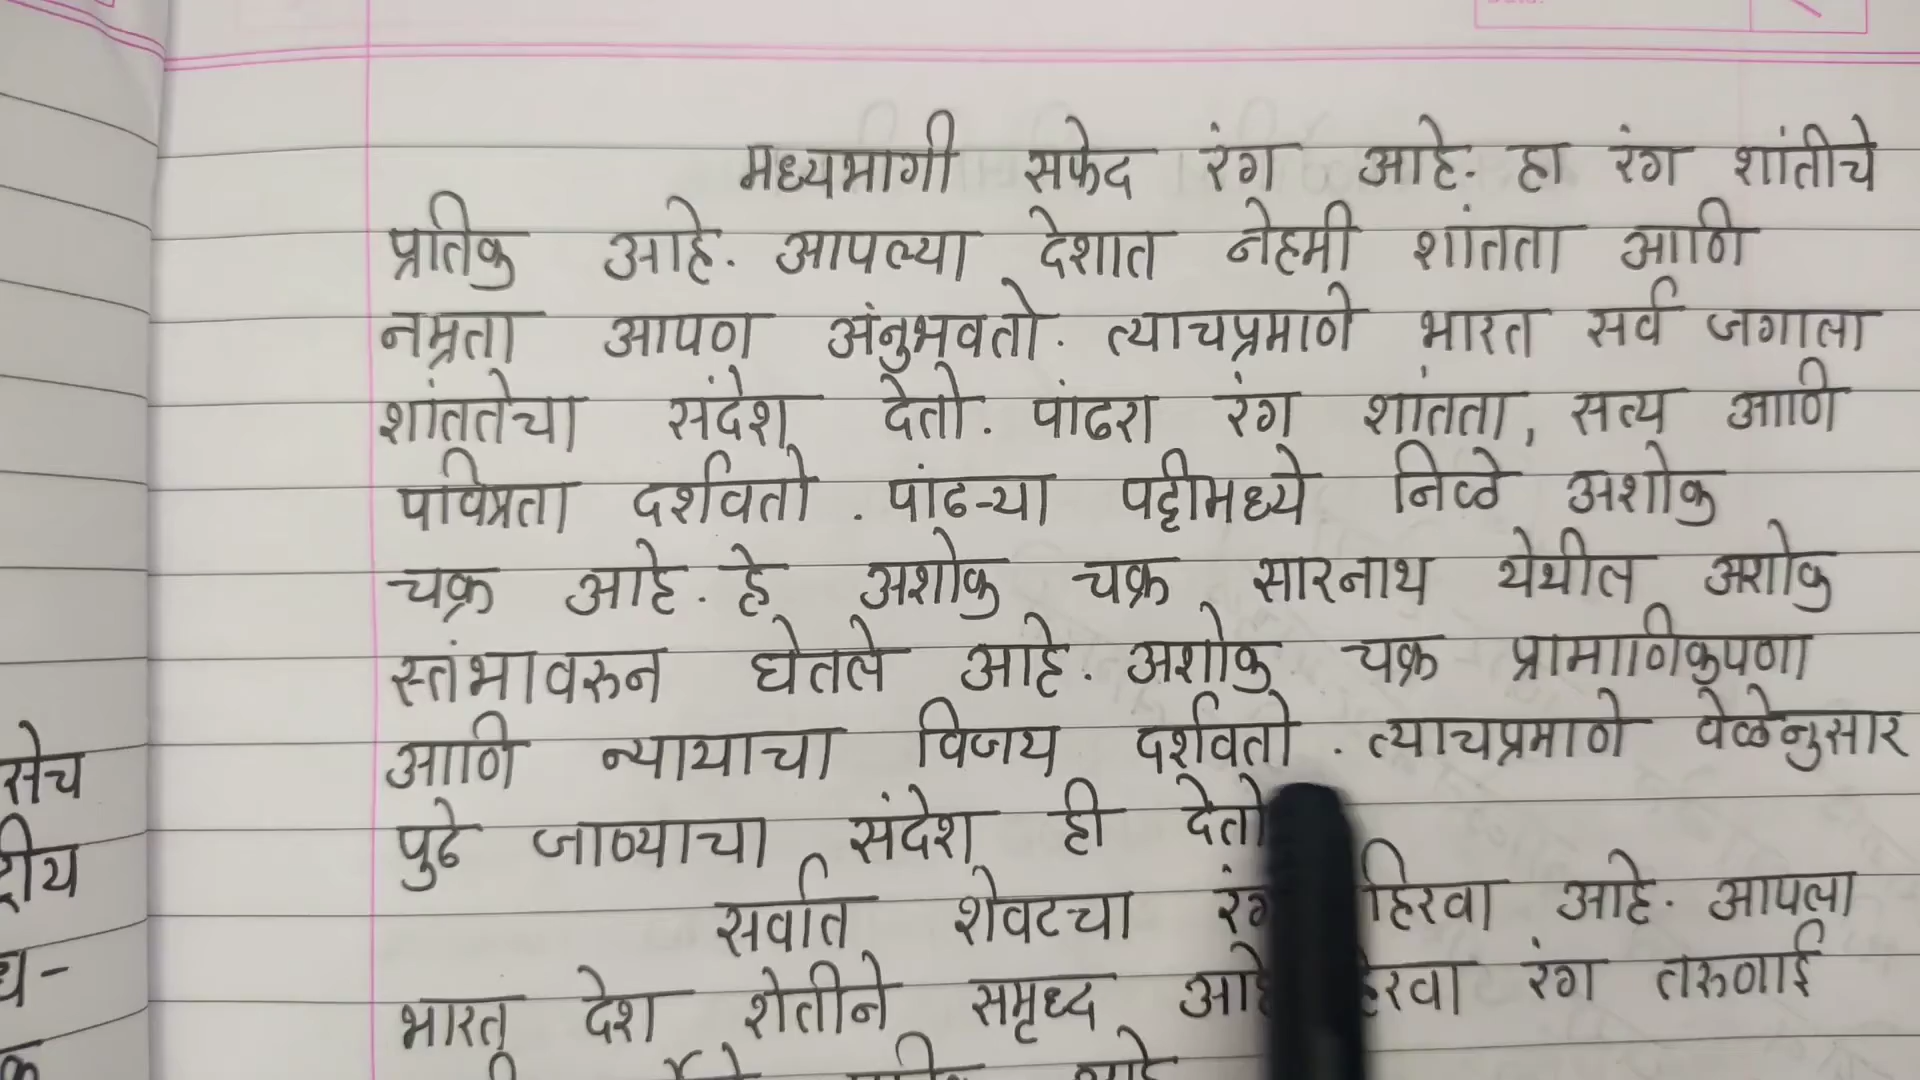 मध्यभागी सफेद रंग आहे. हा रंग शांतीचे
प्रतिक आहे. आपल्या देशात नेहमी शांतता आणि
नम्रता आपण अंनुभवतो. त्याचप्रमाणे भारत सर्व जगाला
शांततेचा संदेश देतो. पांढरा रंग शांतता, सत्य आणि
पवित्रता दर्शवितो. पांढऱ्या पट्टीमध्ये निळे अशोक
चक्र आहे. हे अशोक चक्र सारनाथ येथील अशोक
स्तंभावरुन घेतले आहे. अशोक चक्र प्रामाणिकपणा
आणि न्यायाचा विजय दर्शवितो. त्याचप्रमाणे वेळेनुसार
पुढे जाण्याचा संदेश ही देतो
सर्वात शेवटचा हिरवा आहे. आपला
भारत देश शेतीने समृध्द रंग तरुणाई